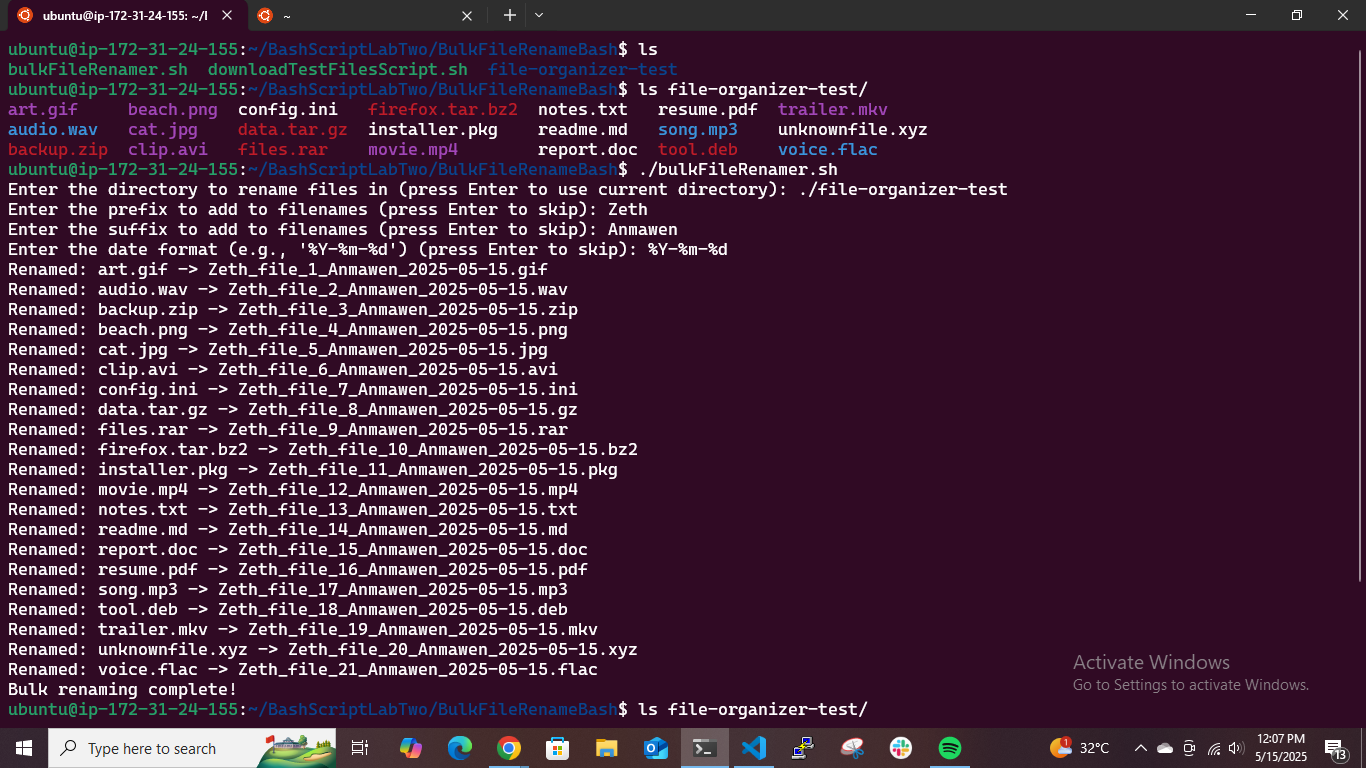 ubuntu@ip-172-31-24-155: ~/I
~
ubuntu@ip-172-31-24-155:~/BashScriptLabTwo/BulkFileRenameBash$ ls
bulkFileRenamer.sh downloadTestFilesScript.sh file-organizer-test
ubuntu@ip-172-31-24-155:~/BashScriptLabTwo/BulkFileRenameBash$ ls file-organizer-test/
art.gif beach.png config.ini firefox.tar.bz2 notes.txt resume.pdf trailer.mkv
audio.wav cat.jpg data.tar.gz installer.pkg readme.md song.mp3 unknownfile.xyz
backup.zip clip.avi files.rar movie.mp4 report.doc tool.deb voice.flac
ubuntu@ip-172-31-24-155:~/BashScriptLabTwo/BulkFileRenameBash$ ./bulkFileRenamer.sh
Enter the directory to rename files in (press Enter to use current directory): ./file-organizer-test
Enter the prefix to add to filenames (press Enter to skip): Zeth
Enter the suffix to add to filenames (press Enter to skip): Anmawen
Enter the date format (e.g., '%Y-%m-%d') (press Enter to skip): %Y-%m-%d
Renamed: art.gif -> Zeth_file_1_Anmawen_2025-05-15.gif
Renamed: audio.wav -> Zeth_file_2_Anmawen_2025-05-15.wav
Renamed: backup.zip -> Zeth_file_3_Anmawen_2025-05-15.zip
Renamed: beach.png -> Zeth_file_4_Anmawen_2025-05-15.png
Renamed: cat.jpg -> Zeth_file_5_Anmawen_2025-05-15.jpg
Renamed: clip.avi -> Zeth_file_6_Anmawen_2025-05-15.avi
Renamed: config.ini -> Zeth_file_7_Anmawen_2025-05-15.ini
Renamed: data.tar.gz -> Zeth_file_8_Anmawen_2025-05-15.gz
Renamed: files.rar -> Zeth_file_9_Anmawen_2025-05-15.rar
Renamed: firefox.tar.bz2 -> Zeth_file_10_Anmawen_2025-05-15.bz2
Renamed: installer.pkg -> Zeth_file_11_Anmawen_2025-05-15.pkg
Renamed: movie.mp4 -> Zeth_file_12_Anmawen_2025-05-15.mp4
Renamed: notes.txt -> Zeth_file_13_Anmawen_2025-05-15.txt
Renamed: readme.md -> Zeth_file_14_Anmawen_2025-05-15.md
Renamed: report.doc -> Zeth_file_15_Anmawen_2025-05-15.doc
Renamed: resume.pdf -> Zeth_file_16_Anmawen_2025-05-15.pdf
Renamed: song.mp3 -> Zeth_file_17_Anmawen_2025-05-15.mp3
Renamed: tool.deb -> Zeth_file_18_Anmawen_2025-05-15.deb
Renamed: trailer.mkv -> Zeth_file_19_Anmawen_2025-05-15.mkv
Renamed: unknownfile.xyz -> Zeth_file_20_Anmawen_2025-05-15.xyz
Renamed: voice.flac -> Zeth_file_21_Anmawen_2025-05-15.flac
Bulk renaming complete!
ubuntu@ip-172-31-24-155:~/BashScriptLabTwo/BulkFileRenameBash$ ls file-organizer-test/
Activate Windows
Go to Settings to activate Windows.
Type here to search
1
32°C
12:07 PM
5/15/2025
13